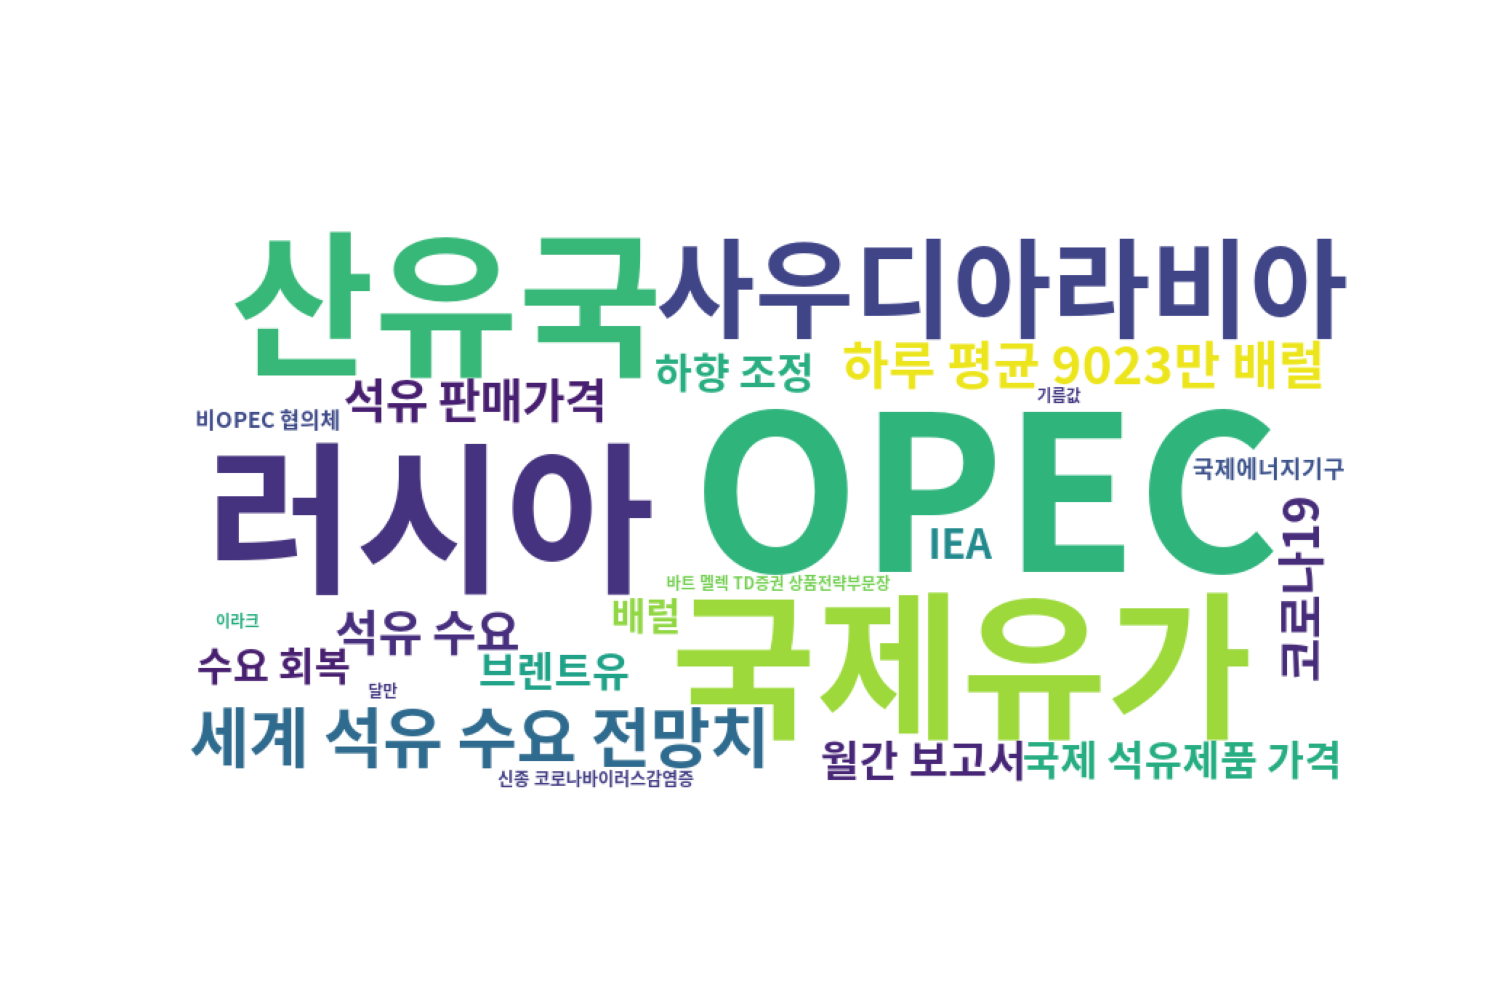 산유국
사우디아라비아
하향 조정
하루 평균 9023만 배럴
석유 판매가격
기름값
비OPEC 협의체
러시아
OPEC
국제에너지기구
IEA
코로나19
바트 멜렉 TD증권 상품전략부문장
이라크
석유 수요
배럴
국제유가
수요 회복
브렌트유
달만
세계 석유 수요 전망치
월간 보고서
국제 석유제품 가격
신종 코로나바이러스감염증